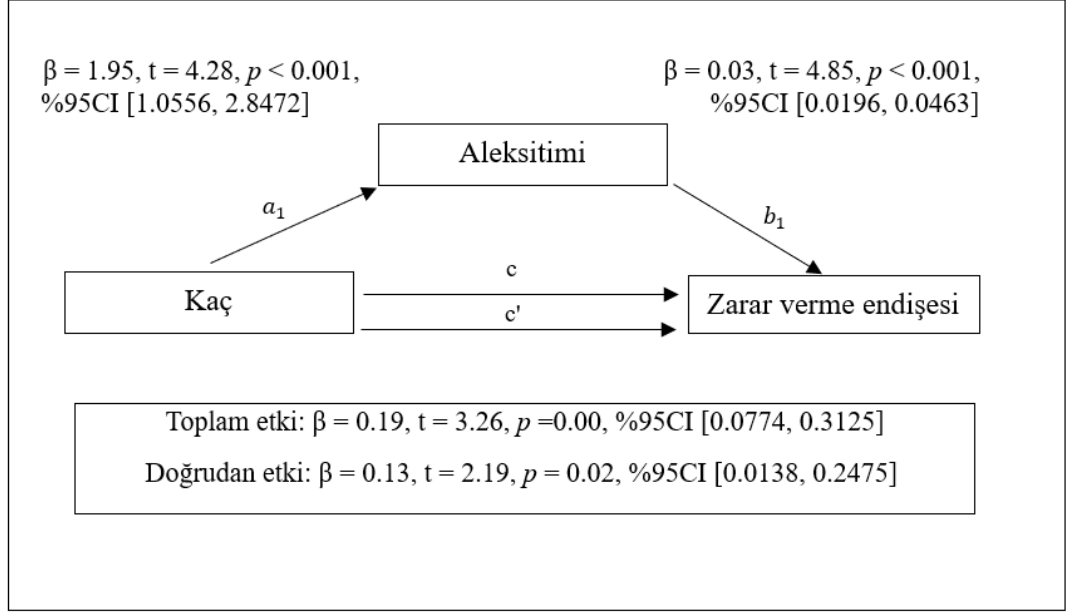 β = 1.95, t = 4.28, p < 0.001,
%95CI [1.0556, 2.8472]
β = 0.03, t = 4.85, p < 0.001,
%95CI [0.0196, 0.0463]
Aleksitimi
a₁
b₁
c
Kaç
Zarar verme endişesi
c'
Toplam etki: β = 0.19, t = 3.26, p =0.00, %95CI [0.0774, 0.3125]
Doğrudan etki: β = 0.13, t = 2.19, p = 0.02, %95CI [0.0138, 0.2475]